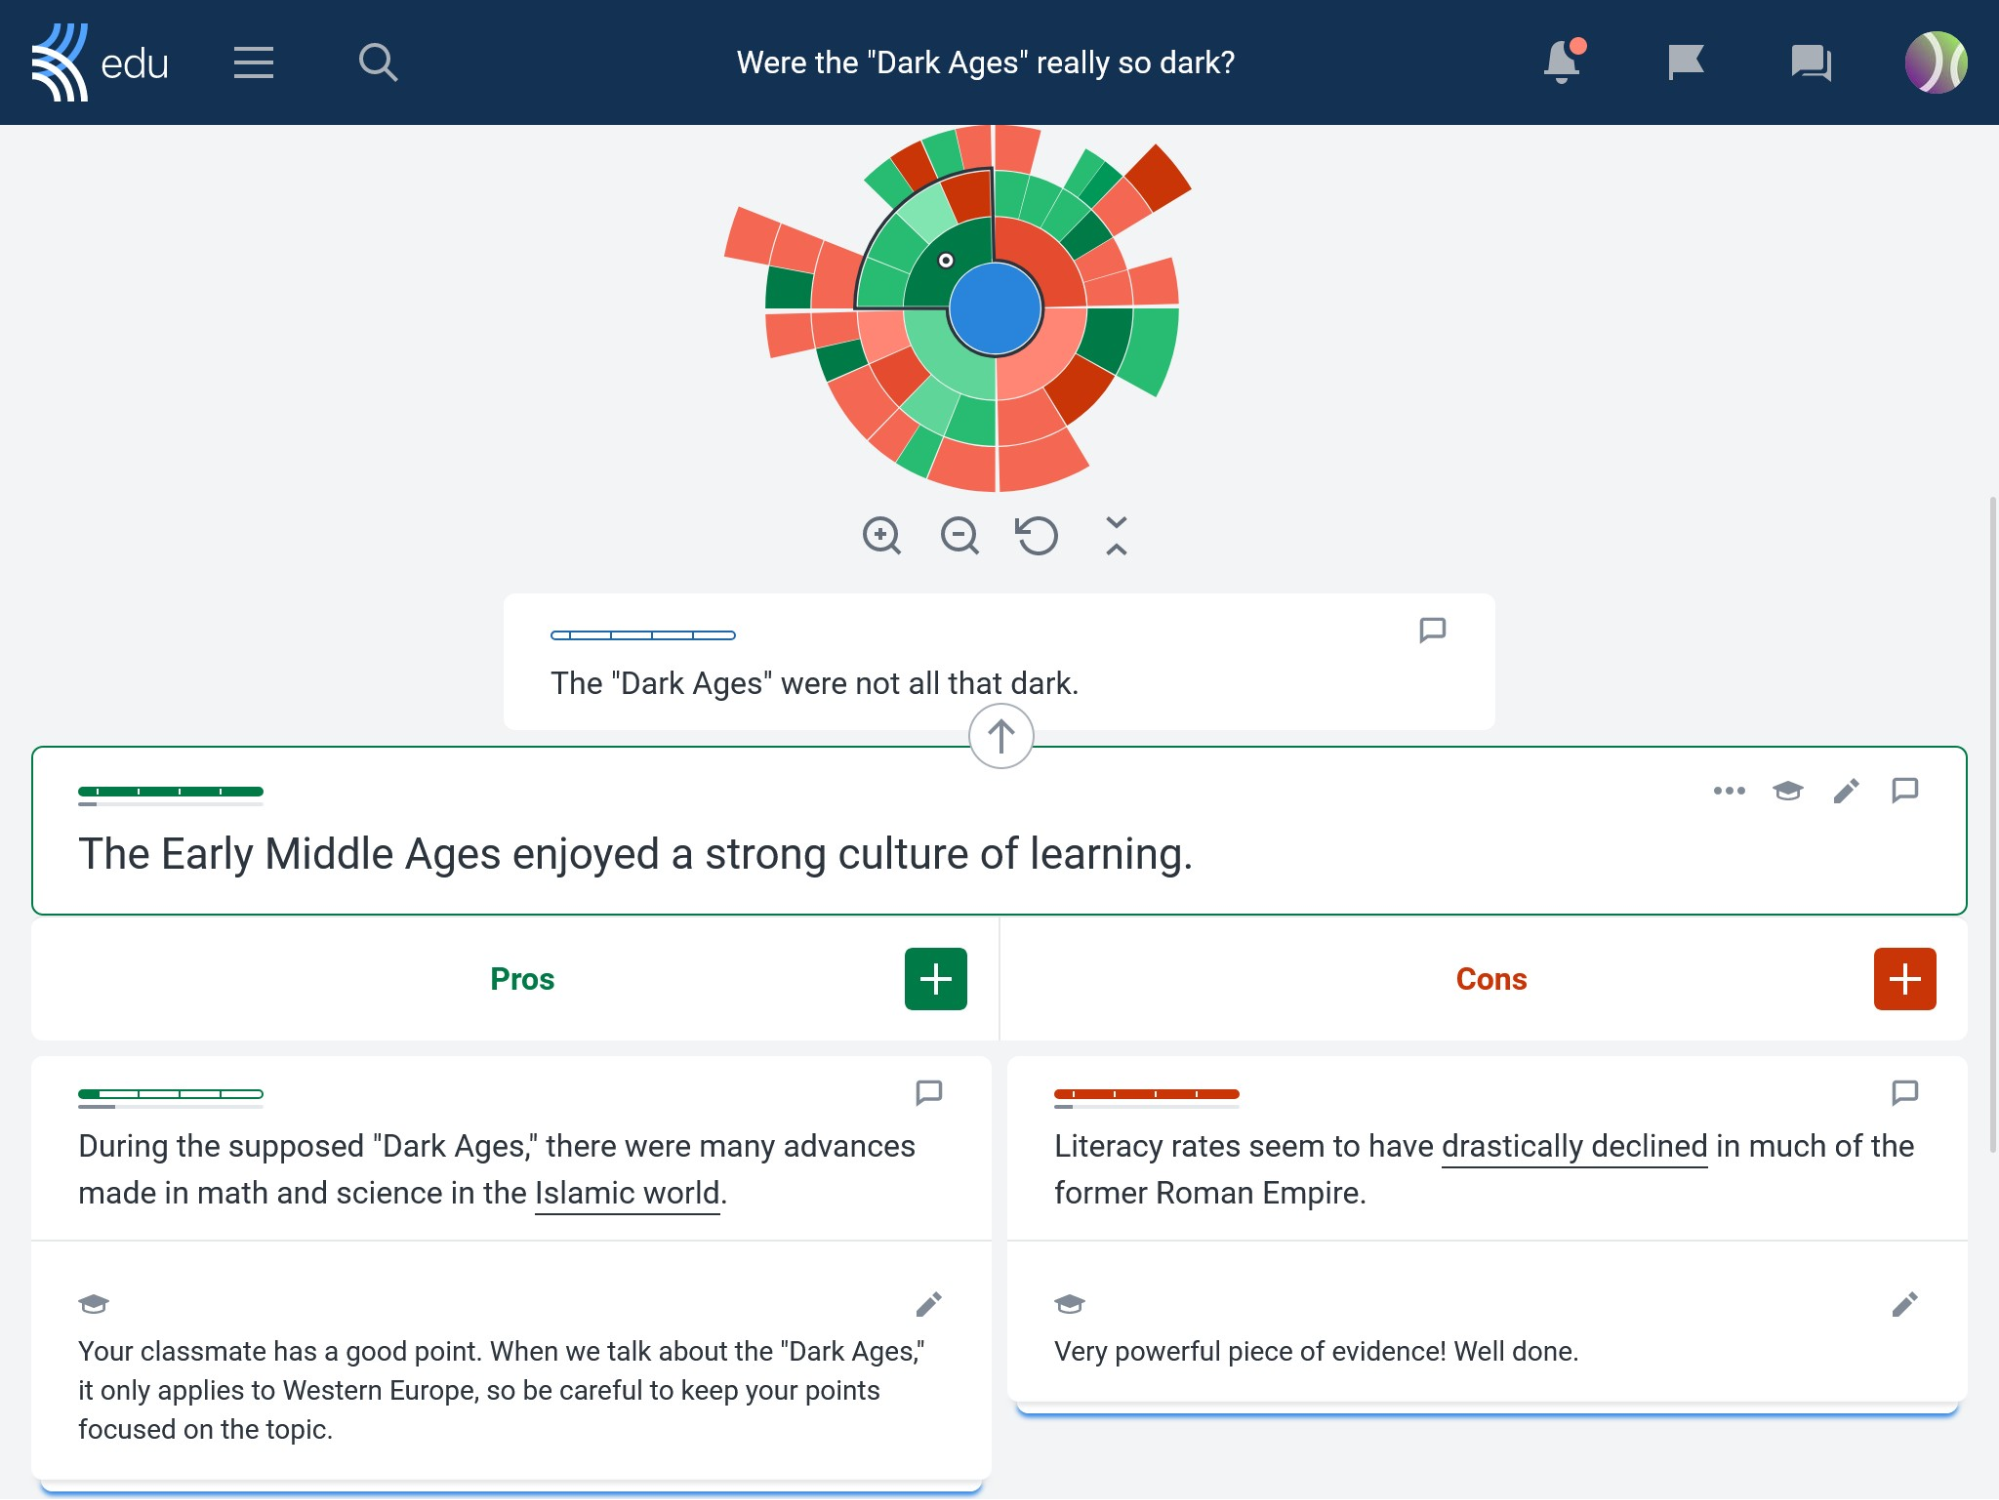 edu
Were the "Dark Ages" really so dark?
The "Dark Ages" were not all that dark.
The Early Middle Ages enjoyed a strong culture of learning.
Pros
Cons
During the supposed "Dark Ages," there were many advances
made in math and science in the Islamic world.
Literacy rates seem to have drastically declined in much of the
former Roman Empire.
Your classmate has a good point. When we talk about the "Dark Ages,"
it only applies to Western Europe, so be careful to keep your points
focused on the topic.
Very powerful piece of evidence! Well done.